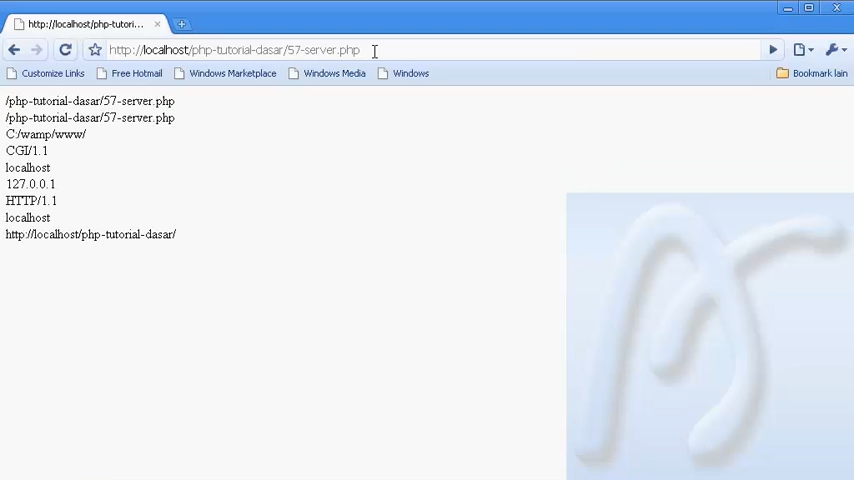 http://localhost/php-tutori...
http://localhost/php-tutorial-dasar/57-server.php
Customize Links Free Hotmail Windows Marketplace Windows Media Windows Bookmark lain
/php-tutorial-dasar/57-server.php
/php-tutorial-dasar/57-server.php
C:/wamp/www/
CGI/1.1
localhost
127.0.0.1
HTTP/1.1
localhost
http://localhost/php-tutorial-dasar/